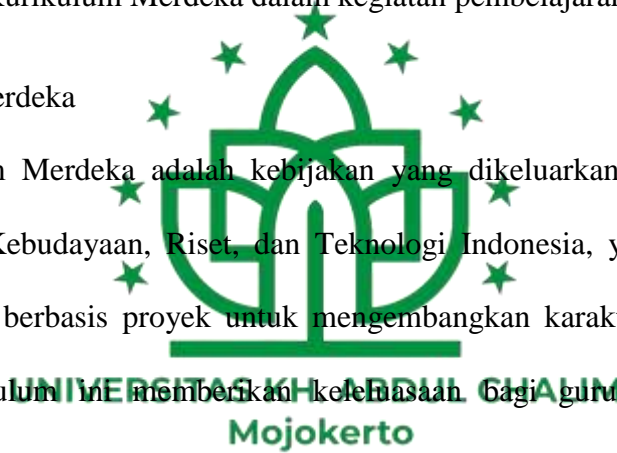 kurikulum Merdeka dalam kegiatan pembelajaran
erdeka
n Merdeka adalah kebijakan yang dikeluarkan
Kebudayaan, Riset, dan Teknologi Indonesia, y
berbasis proyek untuk mengembangkan karak
ulum ini memberikan keleluasaan bagi guru
UNIVERSITAS KH. ABDUL CHALIM
Mojokerto